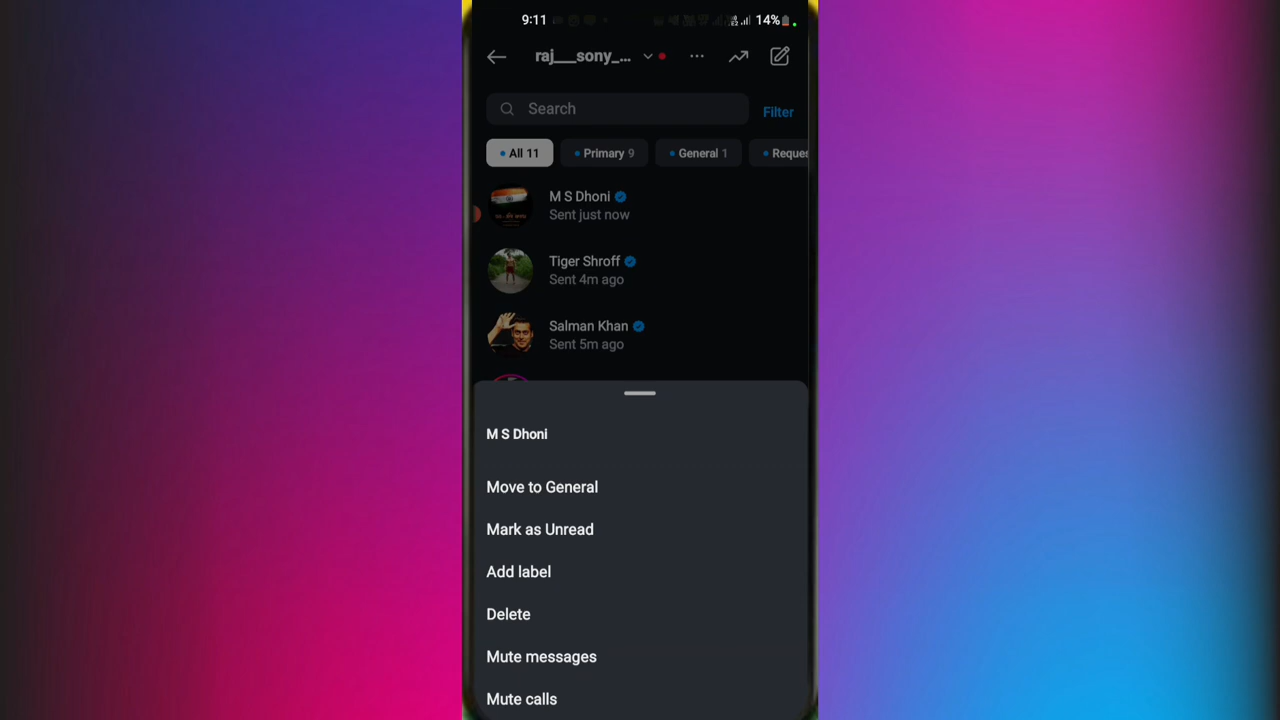 9:11 14%
raj___sony_...
Search
Filter
All 11 Primary 9 General 1 Reques
M S Dhoni
Sent just now
Tiger Shroff
Sent 4m ago
Salman Khan
Sent 5m ago
M S Dhoni
Move to General
Mark as Unread
Add label
Delete
Mute messages
Mute calls